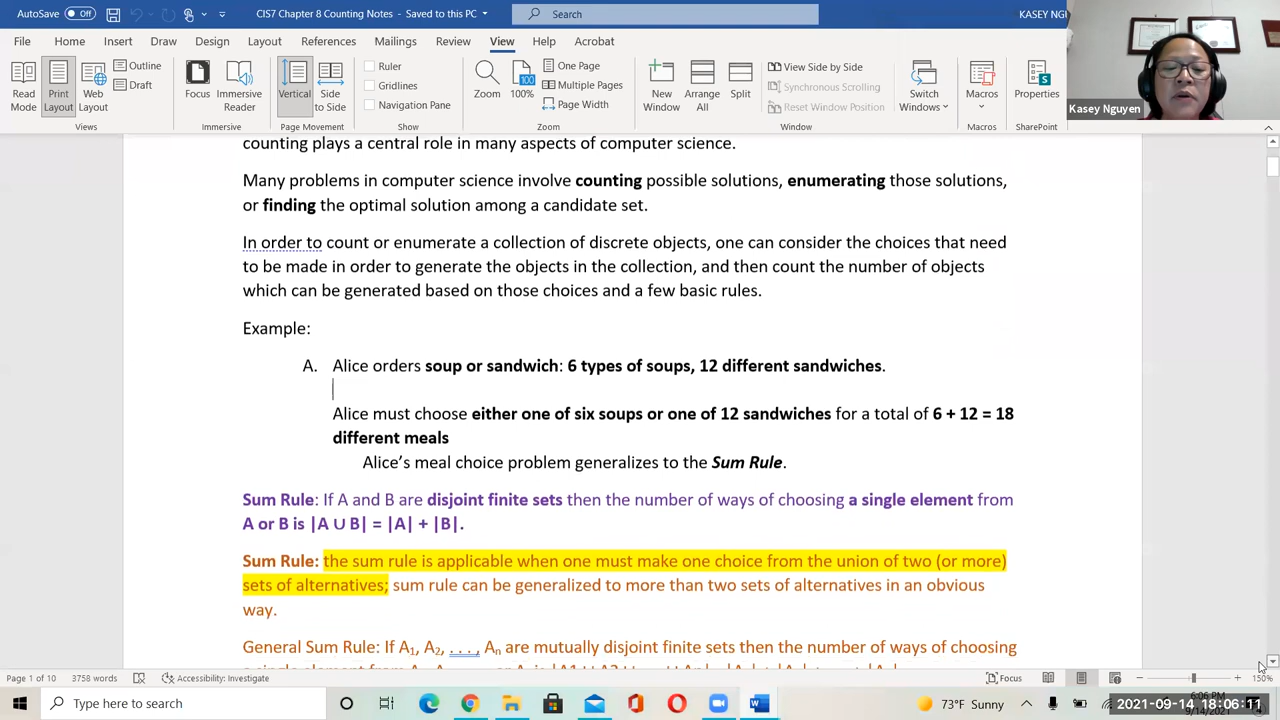 AutoSave Off CIS7 Chapter 8 Saved to this PC Search KASEY
File Home Insert Draw Design Layout References Mailings Review View Help Acrobat
Read Mode Print Layout Web Layout Outline Draft Focus Immersive Reader Vertical Side to Side Ruler Gridlines Navigation Pane Zoom 100% One Page Multiple Pages Page Width New Window Arrange All Split View Side by Side Synchronous Scrolling Reset Window Position Switch Windows Macros Properties
Views Immersive Page Movement Show Zoom Window Macros SharePoint
Kasey Nguyen
counting plays a central role in many aspects of computer science.
Many problems in computer science involve counting possible solutions, enumerating those solutions,
or finding the optimal solution among a candidate set.
In order to count or enumerate a collection of discrete objects, one can consider the choices that need
to be made in order to generate the objects in the collection, and then count the number of objects
which can be generated based on those choices and a few basic rules.
Example:
A. Alice orders soup or sandwich: 6 types of soups, 12 different sandwiches.
Alice must choose either one of six soups or one of 12 sandwiches for a total of 6 + 12 = 18
different meals
Alice's meal choice problem generalizes to the Sum Rule.
Sum Rule: If A and B are disjoint finite sets then the number of ways of choosing a single element from
A or B is |A ∪ B| = |A| + |B|.
Sum Rule: the sum rule is applicable when one must make one choice from the union of two (or more)
sets of alternatives; sum rule can be generalized to more than two sets of alternatives in an obvious
way.
General Sum Rule: If A1, A2, . . . , An are mutually disjoint finite sets then the number of ways of choosing
Page 1 of 10 3758 words Accessibility: Investigate Focus 150%
Type here to search 73°F Sunny 6:06 PM
2021-09-14 18:06:11